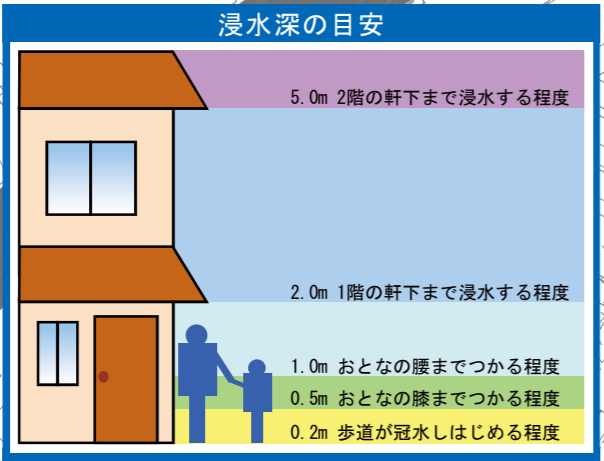 浸水深の目安
5.0m 2階の軒下まで浸水する程度
2.0m 1階の軒下まで浸水する程度
1.0m おとなの腰までつかる程度
0.5m おとなの膝までつかる程度
0.2m 歩道が冠水しはじめる程度